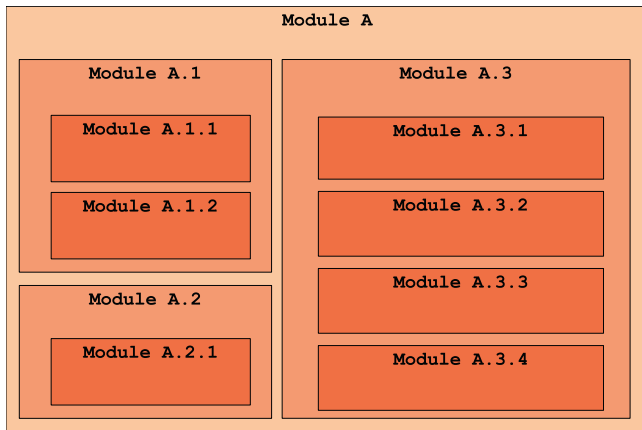 Module A
Module A.1
Module A.1.1
Module A.1.2
Module A.2
Module A.2.1
Module A.3
Module A.3.1
Module A.3.2
Module A.3.3
Module A.3.4